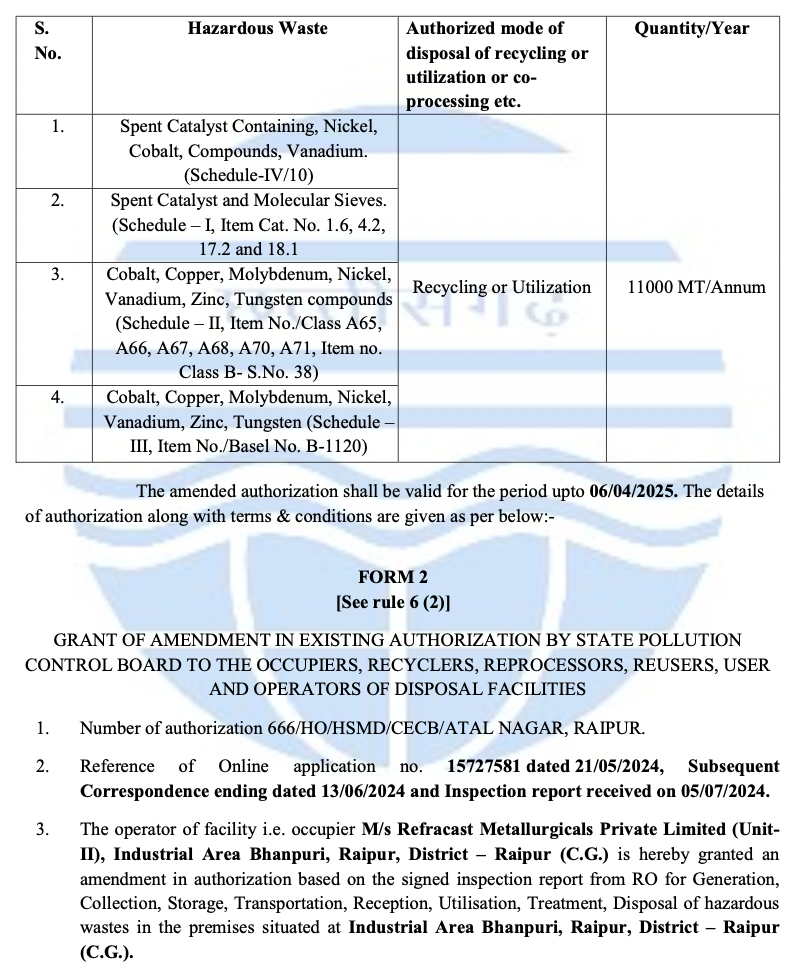 S. No.
Hazardous Waste
Authorized mode of
disposal of recycling or
utilization or co-
processing etc.
Quantity/Year
1.
Spent Catalyst Containing, Nickel,
Cobalt, Compounds, Vanadium.
(Schedule-IV/10)
2.
Spent Catalyst and Molecular Sieves.
(Schedule – I, Item Cat. No. 1.6, 4.2,
17.2 and 18.1
3.
Cobalt, Copper, Molybdenum, Nickel,
Vanadium, Zinc, Tungsten compounds
(Schedule – II, Item No./Class A65,
A66, A67, A68, A70, A71, Item no.
Class B- S.No. 38)
4.
Cobalt, Copper, Molybdenum, Nickel,
Vanadium, Zinc, Tungsten (Schedule –
III, Item No./Basel No. B-1120)
Recycling or Utilization
11000 MT/Annum
छत्तीसगढ़
The amended authorization shall be valid for the period upto 06/04/2025. The details
of authorization along with terms & conditions are given as per below:-
FORM 2
[See rule 6 (2)]
GRANT OF AMENDMENT IN EXISTING AUTHORIZATION BY STATE POLLUTION
CONTROL BOARD TO THE OCCUPIERS, RECYCLERS, REPROCESSORS, REUSERS, USER
AND OPERATORS OF DISPOSAL FACILITIES
1. Number of authorization 666/HO/HSMD/CECB/ATAL NAGAR, RAIPUR.
2. Reference of Online application no. 15727581 dated 21/05/2024, Subsequent
Correspondence ending dated 13/06/2024 and Inspection report received on 05/07/2024.
3. The operator of facility i.e. occupier M/s Refracast Metallurgicals Private Limited (Unit-
II), Industrial Area Bhanpuri, Raipur, District – Raipur (C.G.) is hereby granted an
amendment in authorization based on the signed inspection report from RO for Generation,
Collection, Storage, Transportation, Reception, Utilisation, Treatment, Disposal of hazardous
wastes in the premises situated at Industrial Area Bhanpuri, Raipur, District – Raipur
(C.G.).